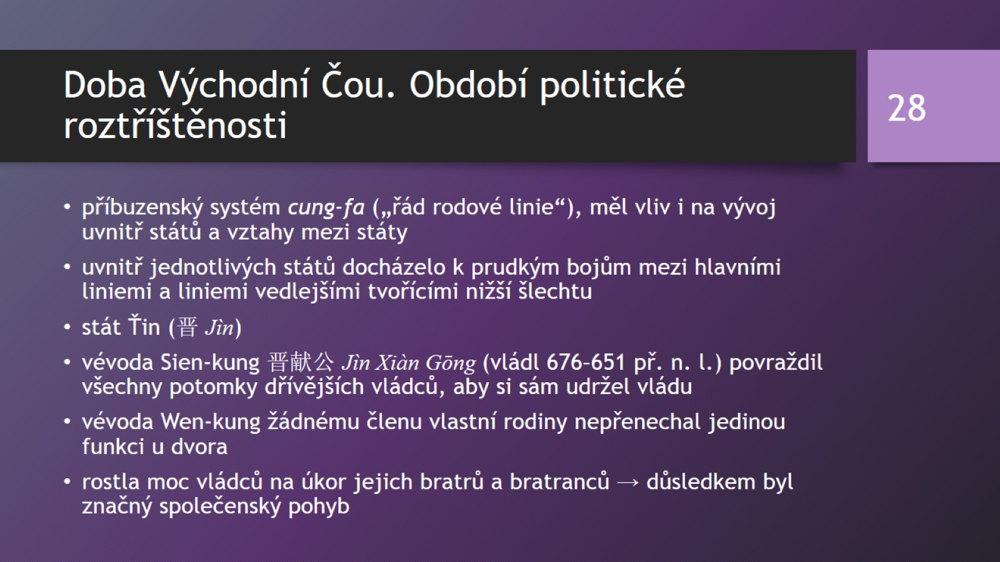 Doba Východní Čou. Období politické
roztříštěnosti
28
• příbuzenský systém cung-fa („řád rodové linie“), měl vliv i na vývoj
uvnitř států a vztahy mezi státy
• uvnitř jednotlivých států docházelo k prudkým bojům mezi hlavními
liniemi a liniemi vedlejšími tvořícími nižší šlechtu
• stát Ťin (晋 Jìn)
• vévoda Sien-kung 晋献公 Jìn Xiàn Gōng (vládl 676–651 př. n. l.) povraždil
všechny potomky dřívějších vládců, aby si sám udržel vládu
• vévoda Wen-kung žádnému členu vlastní rodiny nepřenechal jedinou
funkci u dvora
• rostla moc vládců na úkor jejich bratrů a bratranců → důsledkem byl
značný společenský pohyb